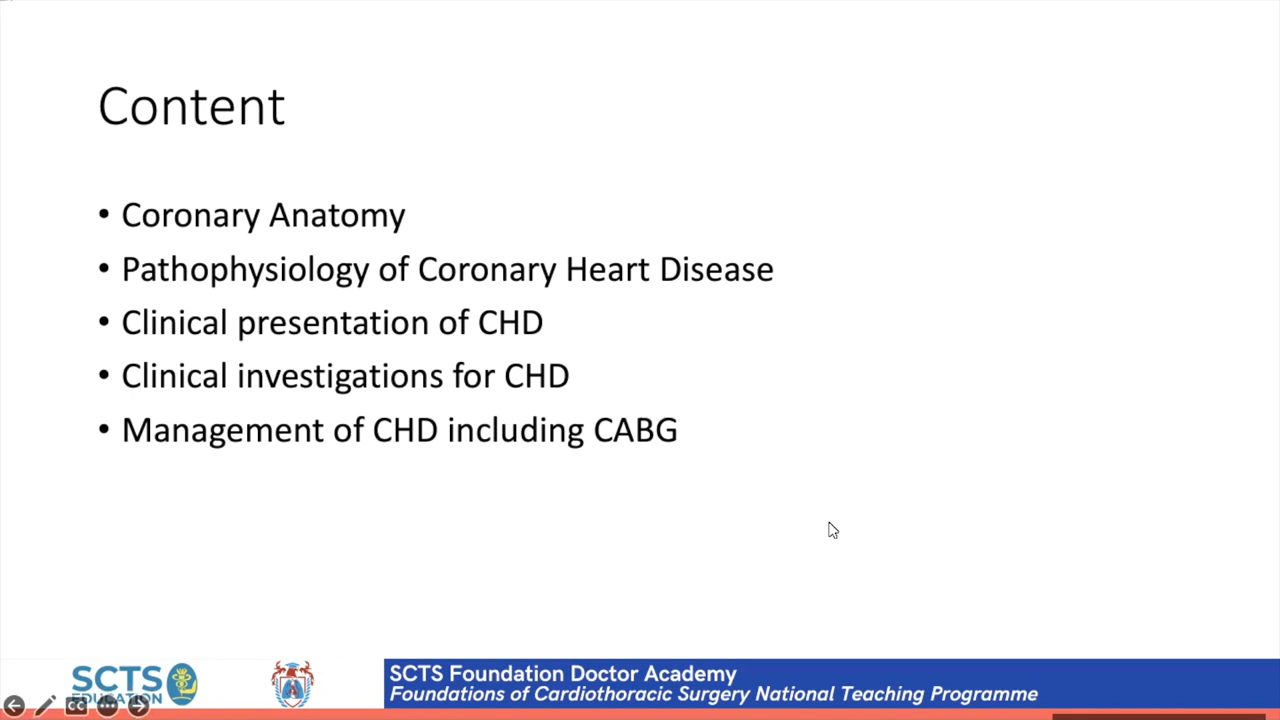 Content
• Coronary Anatomy
• Pathophysiology of Coronary Heart Disease
• Clinical presentation of CHD
• Clinical investigations for CHD
• Management of CHD including CABG
SCTS
EDUCATION
SCTS Foundation Doctor Academy
Foundations of Cardiothoracic Surgery National Teaching Programme
CC